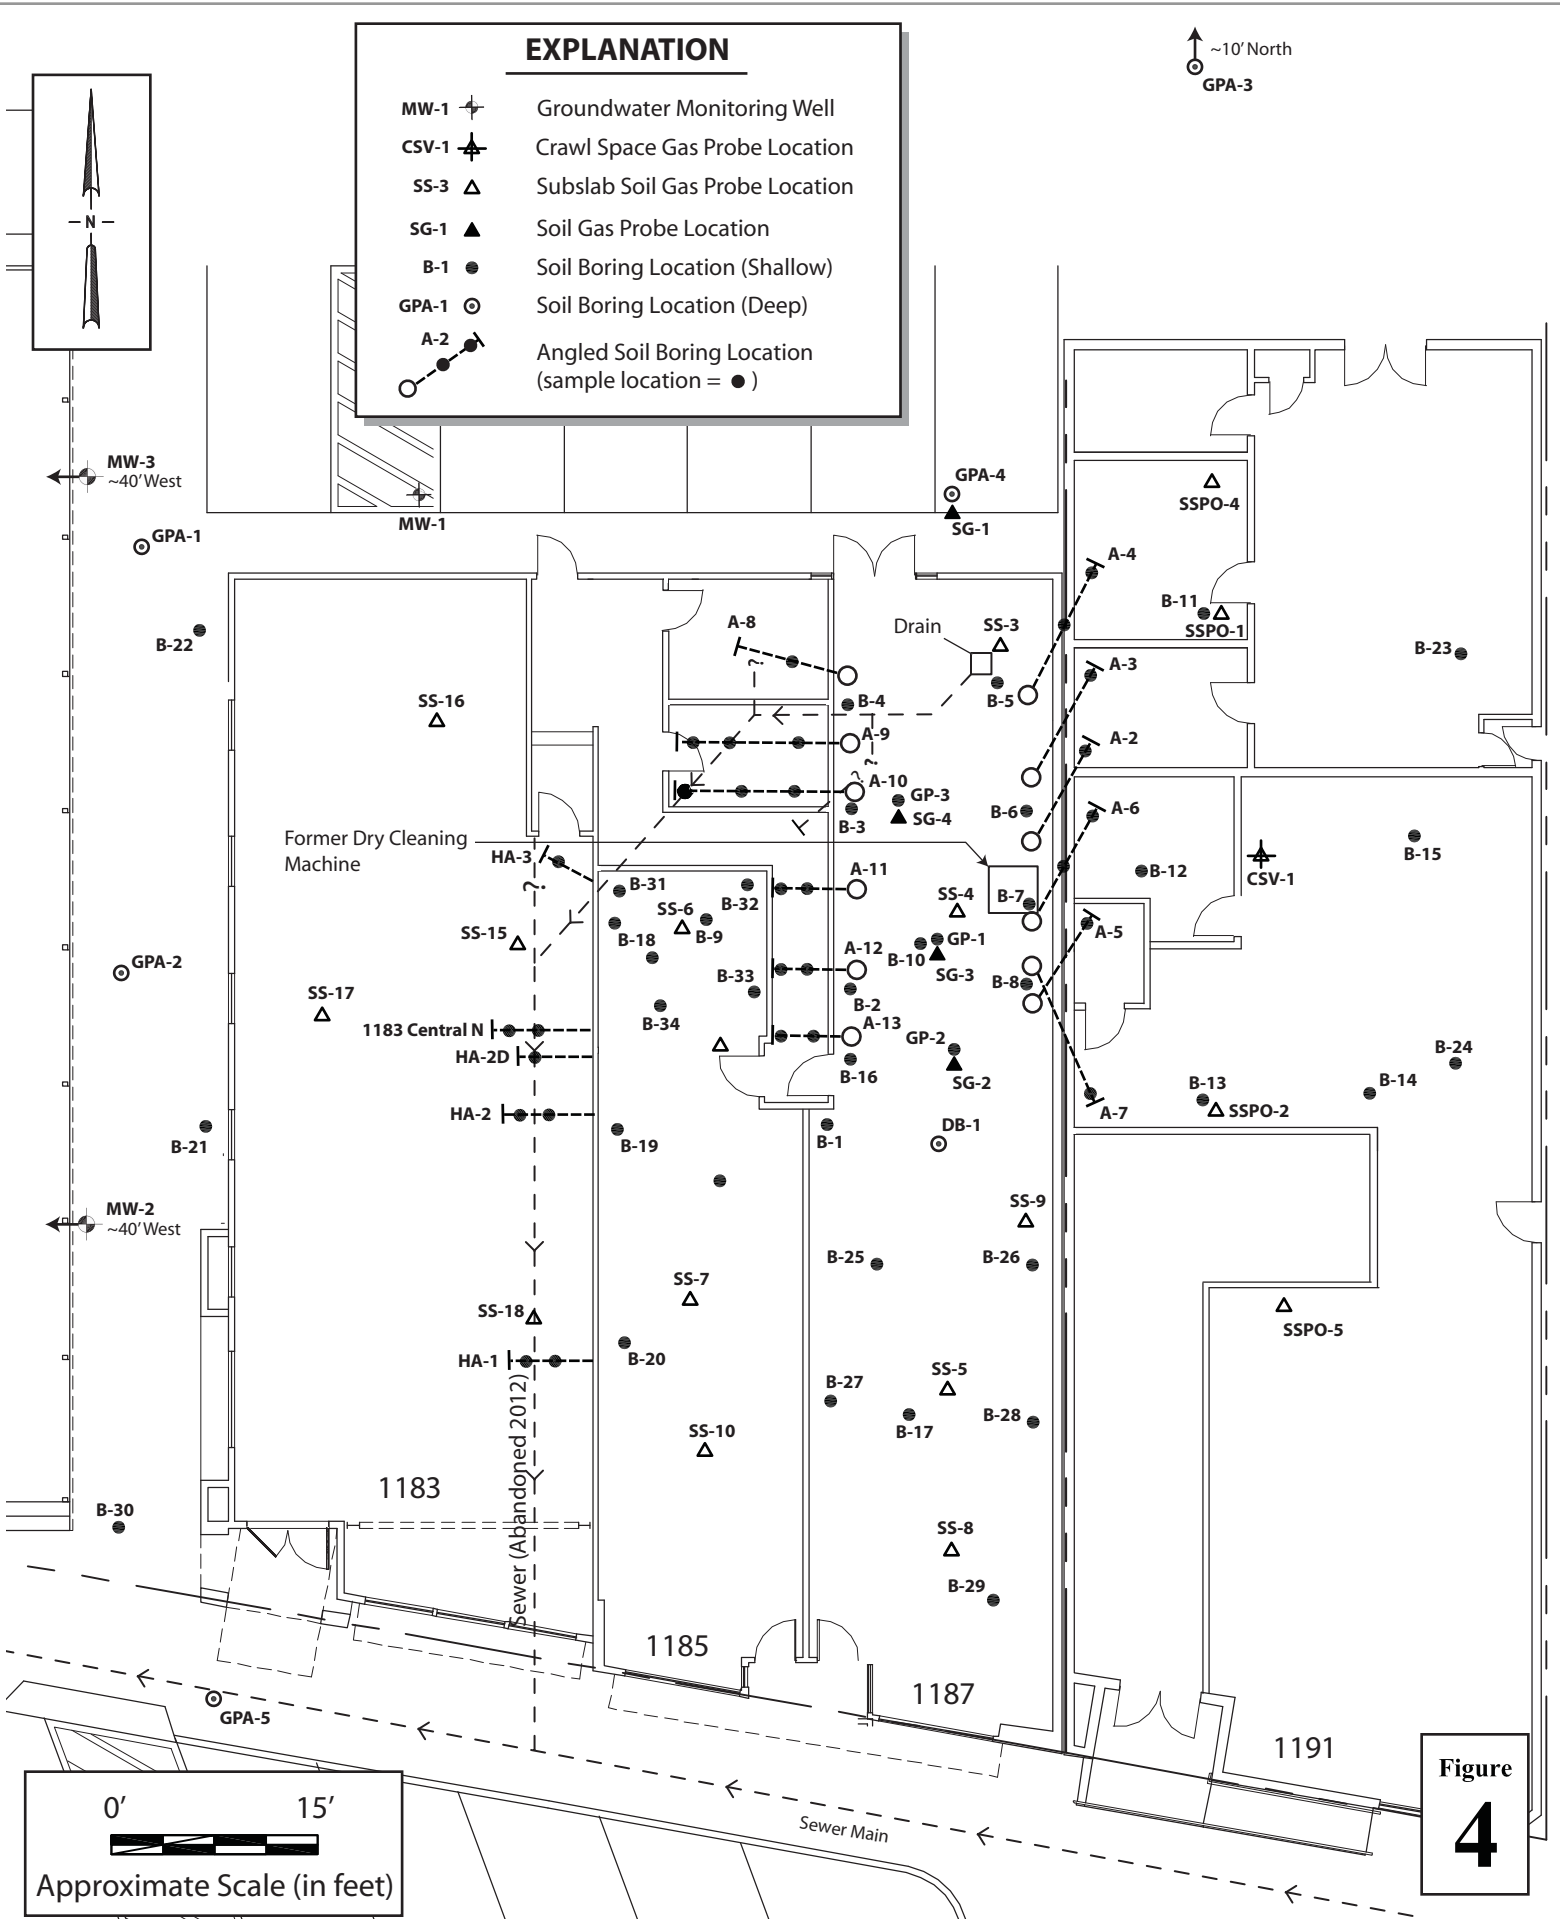 EXPLANATION
MW-1 Groundwater Monitoring Well
CSV-1 Crawl Space Gas Probe Location
SS-3 Subslab Soil Gas Probe Location
SG-1 Soil Gas Probe Location
B-1 Soil Boring Location (Shallow)
GPA-1 Soil Boring Location (Deep)
A-2 Angled Soil Boring Location
(sample location = ● )
N
~10' North
GPA-3
MW-3
~40' West
MW-1
GPA-4
SG-1
GPA-1
SSPO-4
A-4
B-11
SSPO-1
B-22
A-8
Drain
SS-3
B-23
?
A-3
B-4
B-5
SS-16
A-9
A-2
?
?
A-10
GP-3
B-6
A-6
B-3
SG-4
Former Dry Cleaning
Machine
HA-3
B-15
?
B-31
B-32
A-11
B-7
B-12
CSV-1
SS-6
SS-4
SS-15
B-18
B-9
A-12
B-10
GP-1
A-5
GPA-2
SG-3
B-33
B-8
SS-17
B-2
B-34
A-13
1183 Central N
GP-2
HA-2D
B-16
SG-2
B-24
B-13
B-14
HA-2
A-7
SSPO-2
B-21
B-19
B-1
DB-1
MW-2
~40' West
SS-9
B-25
B-26
SS-7
SS-18
SSPO-5
HA-1
B-20
SS-5
B-27
B-17
B-28
SS-10
Sewer (Abandoned 2012)
1183
B-30
SS-8
B-29
1185
1187
GPA-5
1191
Sewer Main
0' 15'
Approximate Scale (in feet)
Figure
4